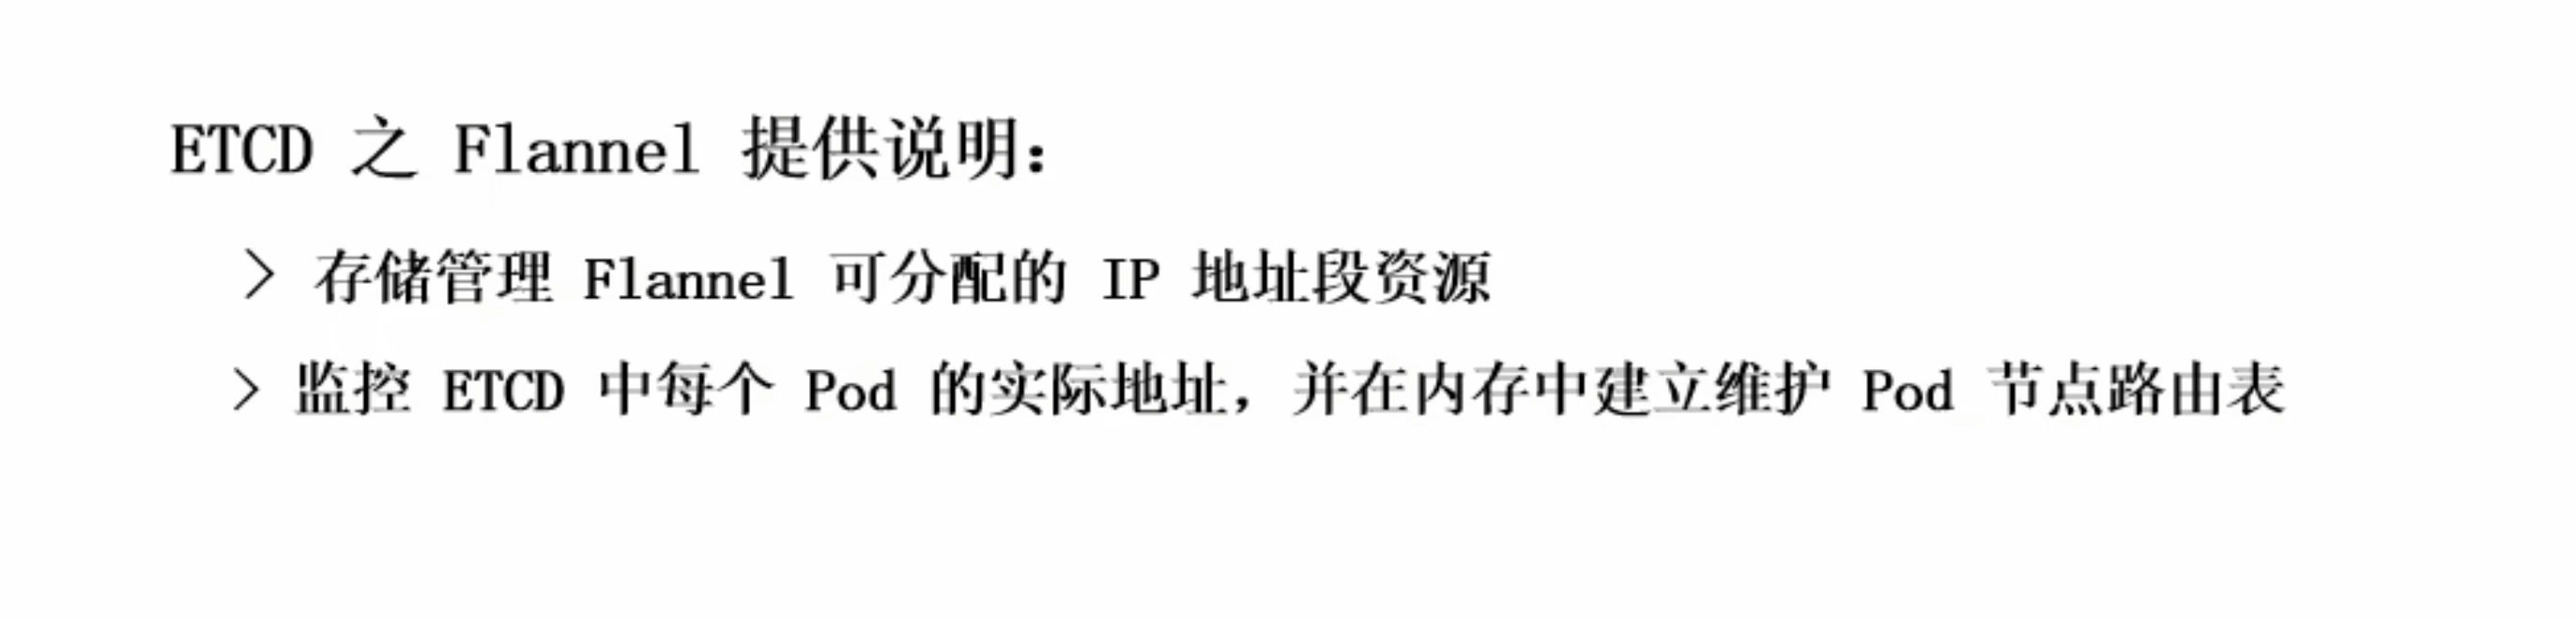 ETCD 之 Flannel 提供说明：
> 存储管理 Flannel 可分配的 IP 地址段资源
> 监控 ETCD 中每个 Pod 的实际地址，并在内存中建立维护 Pod 节点路由表